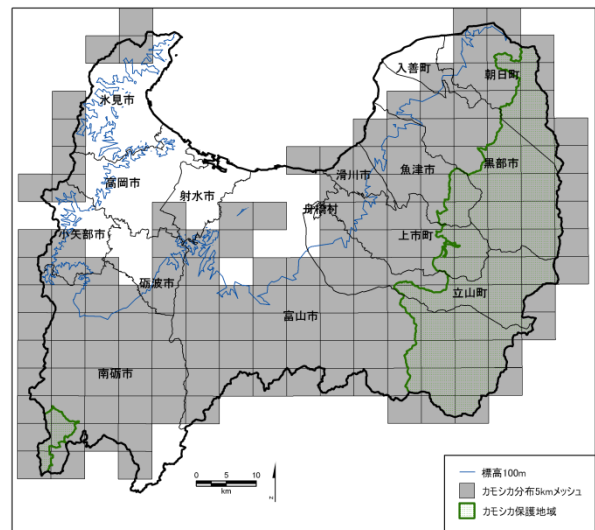 入善町
朝日町
氷見市
黒部市
魚津市
滑川市
高岡市
射水市
舟橋村
小矢部市
上市町
砺波市
立山町
富山市
南砺市
0 5 10
km
N
標高100m
カモシカ分布5kmメッシュ
カモシカ保護地域